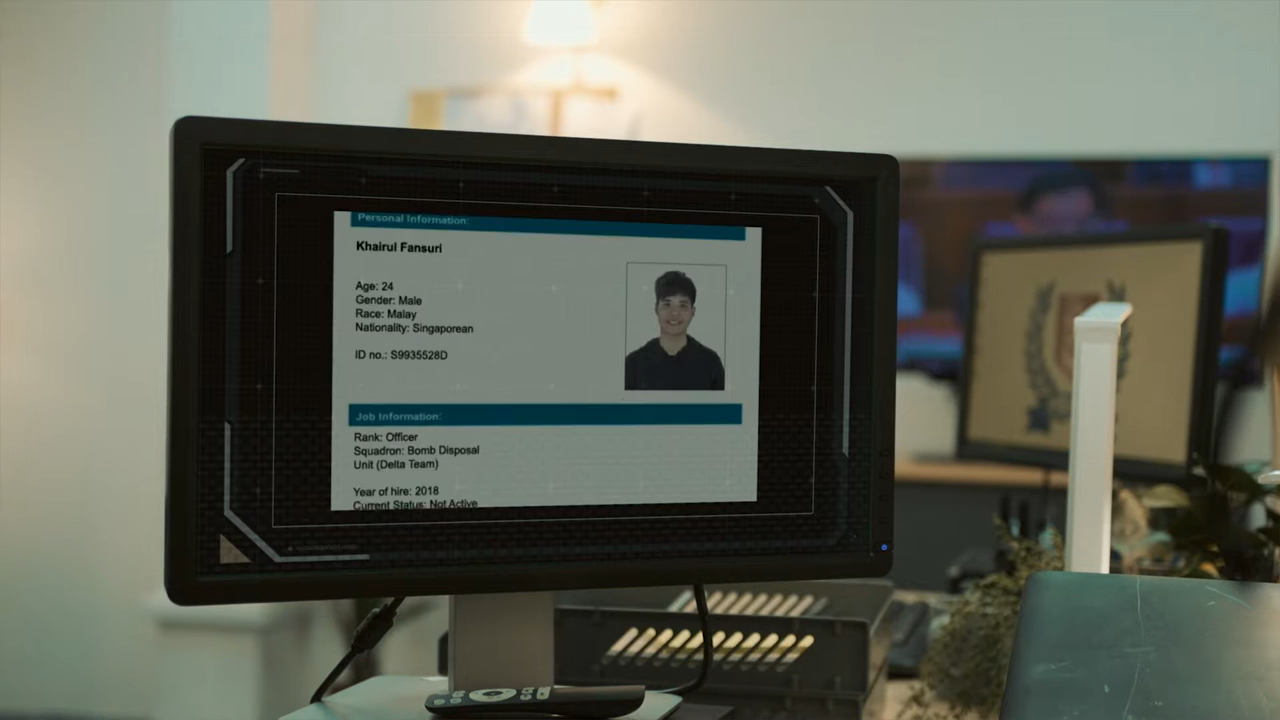 Personal Information:
Khairul Fansuri
Age: 24
Gender: Male
Race: Malay
Nationality: Singaporean
ID no.: S9935528D
Job Information:
Rank: Officer
Squadron: Bomb Disposal
Unit (Delta Team)
Year of hire: 2018
Current Status: Not Active